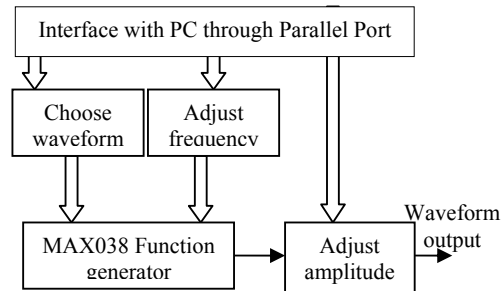 Interface with PC through Parallel Port
Choose
waveform
Adjust
frequency
Waveform
output
MAX038 Function
generator
Adjust
amplitude